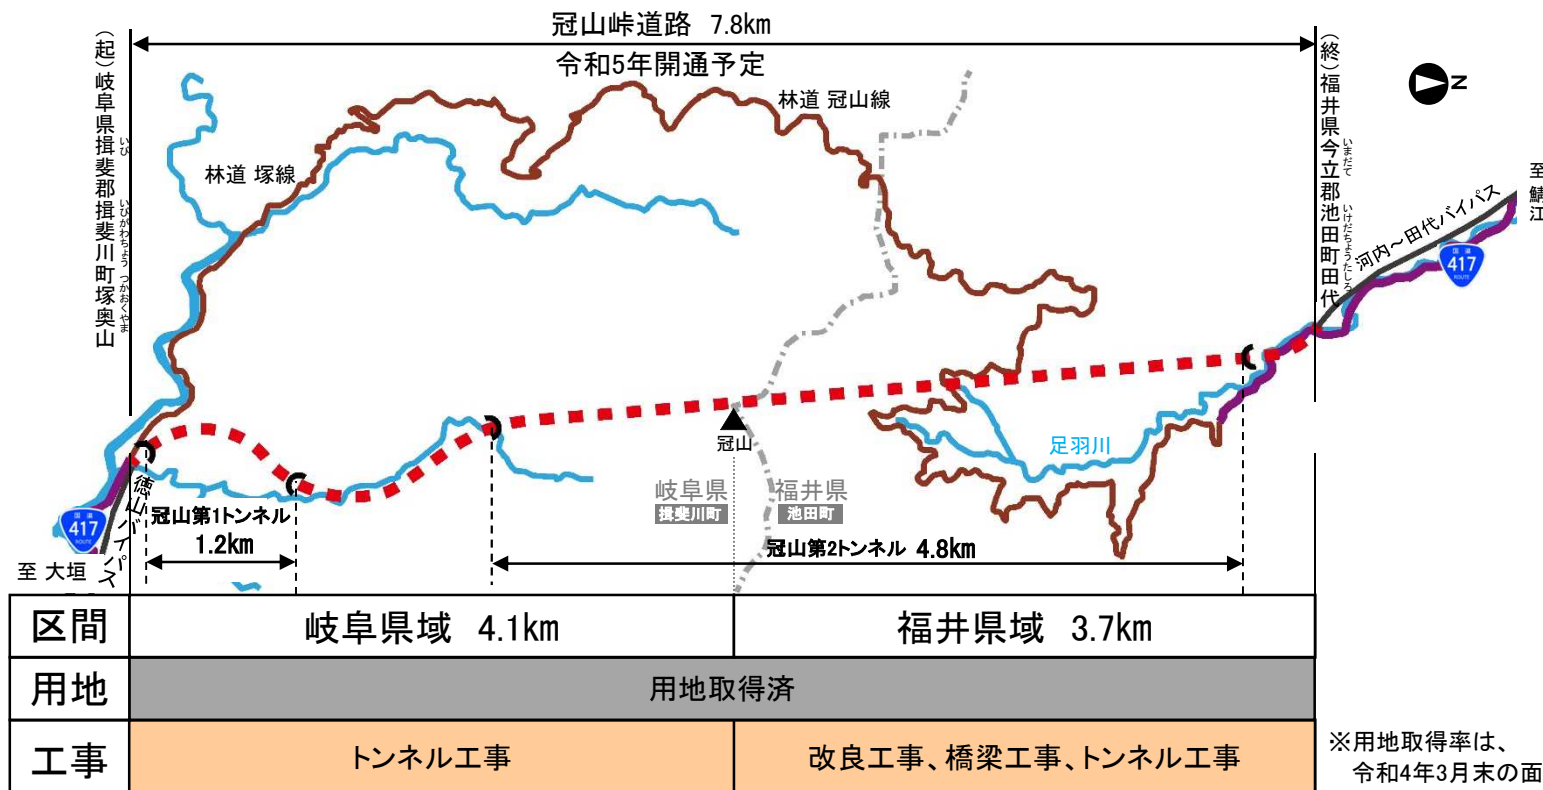 冠山峠道路 7.8km
令和5年開通予定
(起)岐阜県揖斐郡揖斐川町塚奥山
いび
いびがわちょう つかおくやま
(終)福井県今立郡池田町田代
いまだて
いけだちょうたしろ
N
林道 冠山線
林道 塚線
至 鯖江
河内～田代バイパス
国道
417
ROUTE
冠山
足羽川
岐阜県
揖斐川町
福井県
池田町
徳山バイパス
国道
417
ROUTE
至 大垣
冠山第1トンネル
1.2km
冠山第2トンネル 4.8km
区間
岐阜県域 4.1km
福井県域 3.7km
用地
用地取得済
工事
トンネル工事
改良工事、橋梁工事、トンネル工事
※用地取得率は、
令和4年3月末の面